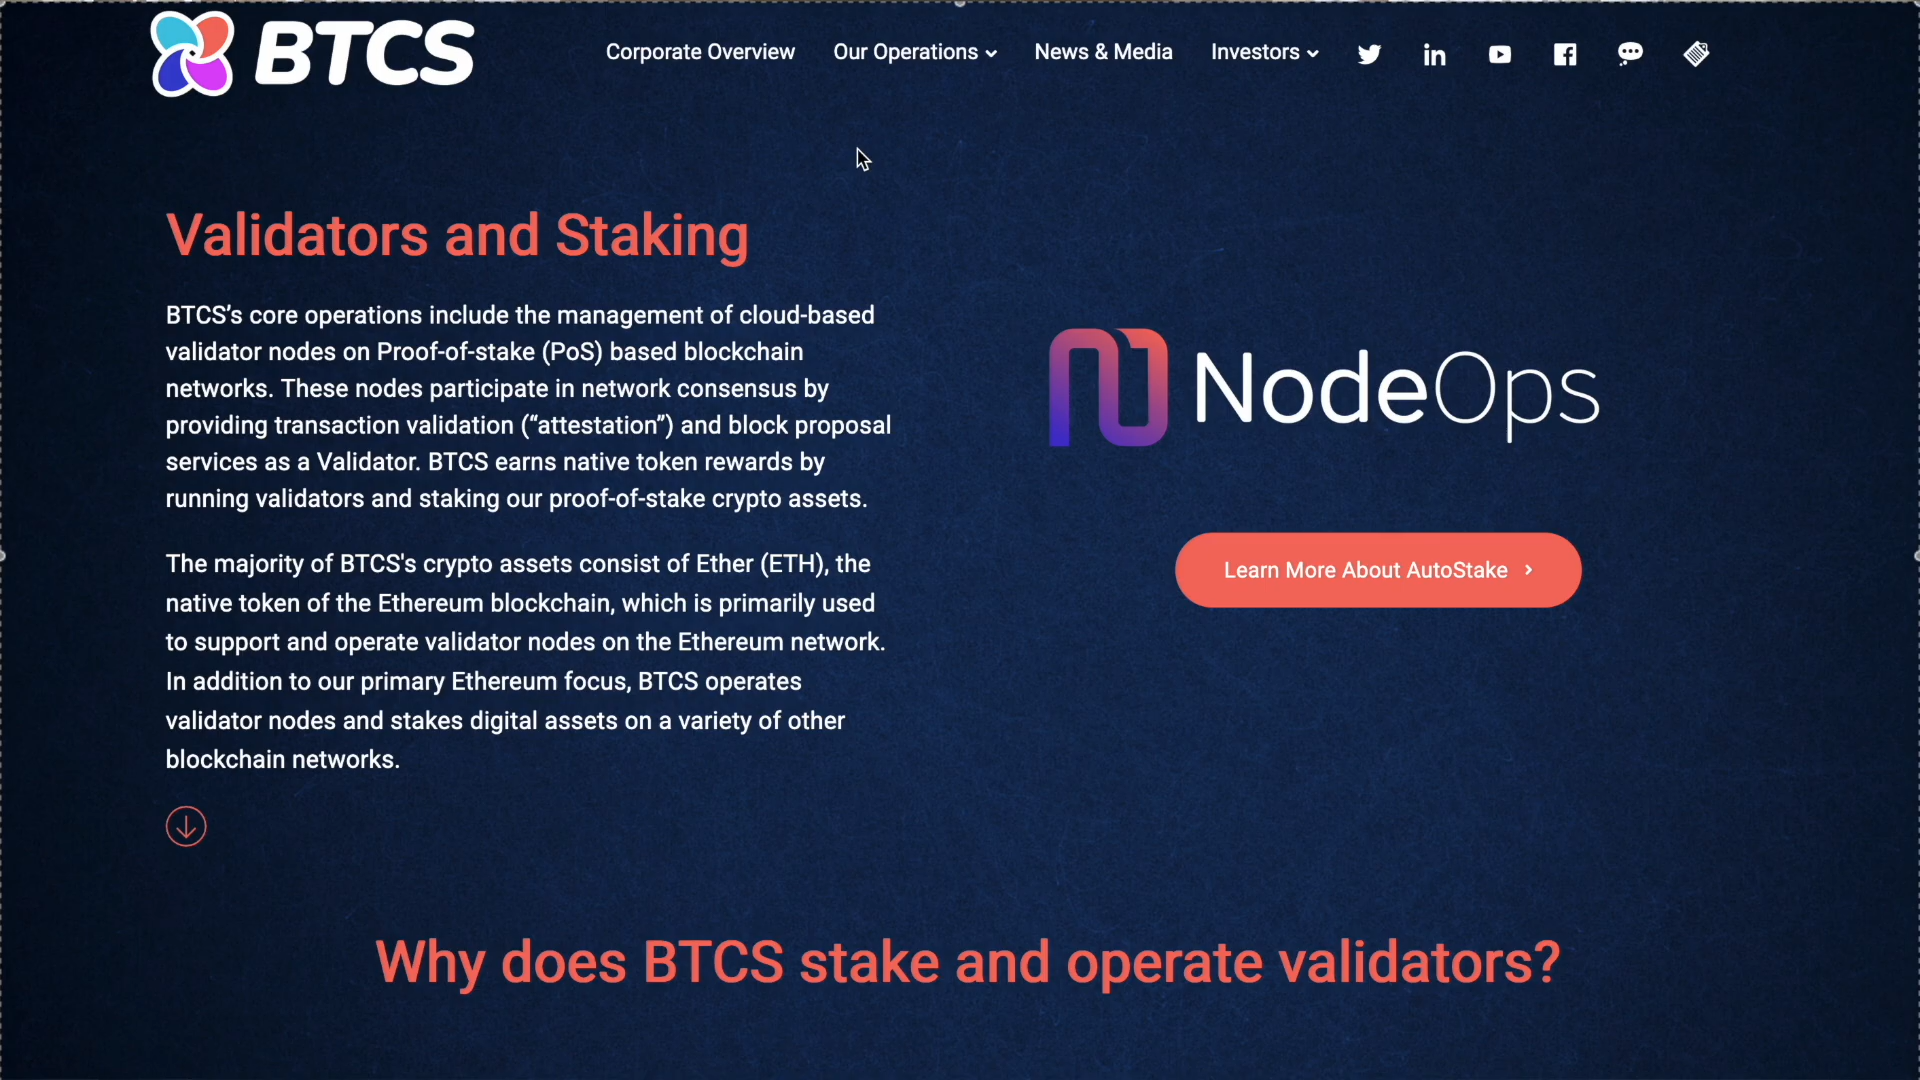 BTCS
Corporate Overview
Our Operations
News & Media
Investors
Validators and Staking
BTCS’s core operations include the management of cloud-based
validator nodes on Proof-of-stake (PoS) based blockchain
networks. These nodes participate in network consensus by
providing transaction validation (“attestation”) and block proposal
services as a Validator. BTCS earns native token rewards by
running validators and staking our proof-of-stake crypto assets.
The majority of BTCS's crypto assets consist of Ether (ETH), the
native token of the Ethereum blockchain, which is primarily used
to support and operate validator nodes on the Ethereum network.
In addition to our primary Ethereum focus, BTCS operates
validator nodes and stakes digital assets on a variety of other
blockchain networks.
NodeOps
Learn More About AutoStake
Why does BTCS stake and operate validators?